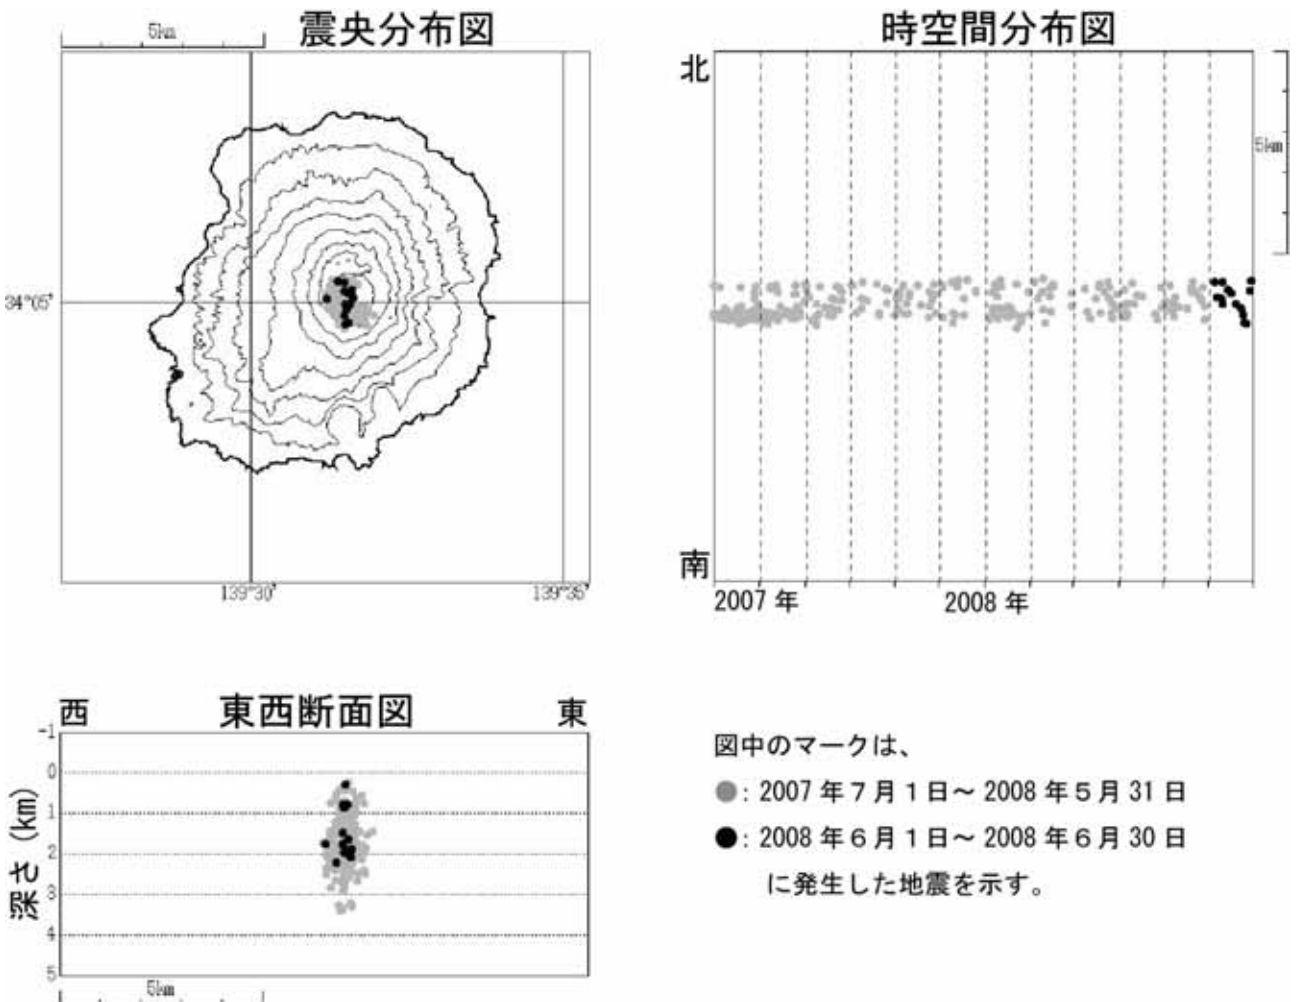 震央分布図
5km
34°05'
139°30'
139°35'
時空間分布図
北
5km
南
2007 年
2008 年
東西断面図
西
東
-1
0
1
2
3
4
5
深さ (km)
5km
図中のマークは、
●: 2007 年７月１日～ 2008 年５月 31 日
●: 2008 年６月１日～ 2008 年６月 30 日
に発生した地震を示す。